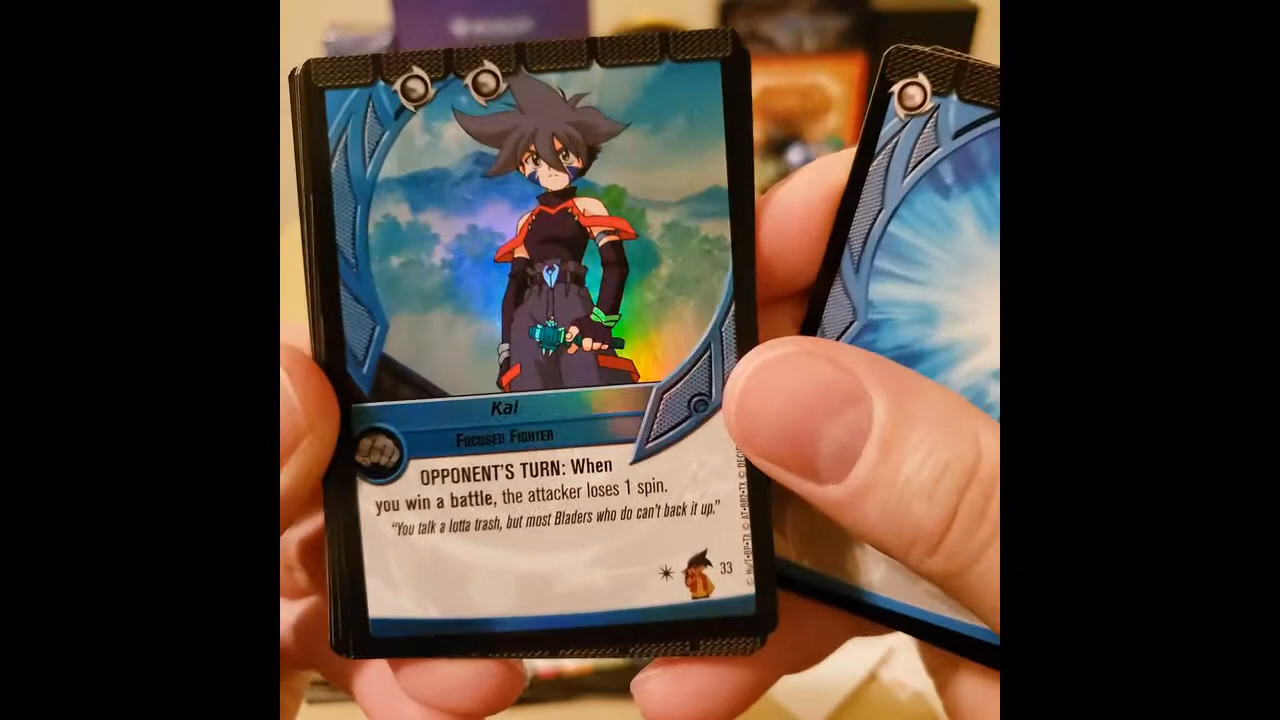 Kai
FOCUSED FIGHTER
OPPONENT'S TURN: When
you win a battle, the attacker loses 1 spin.
"You talk a lotta trash, but most Bladers who do can't back it up."
33